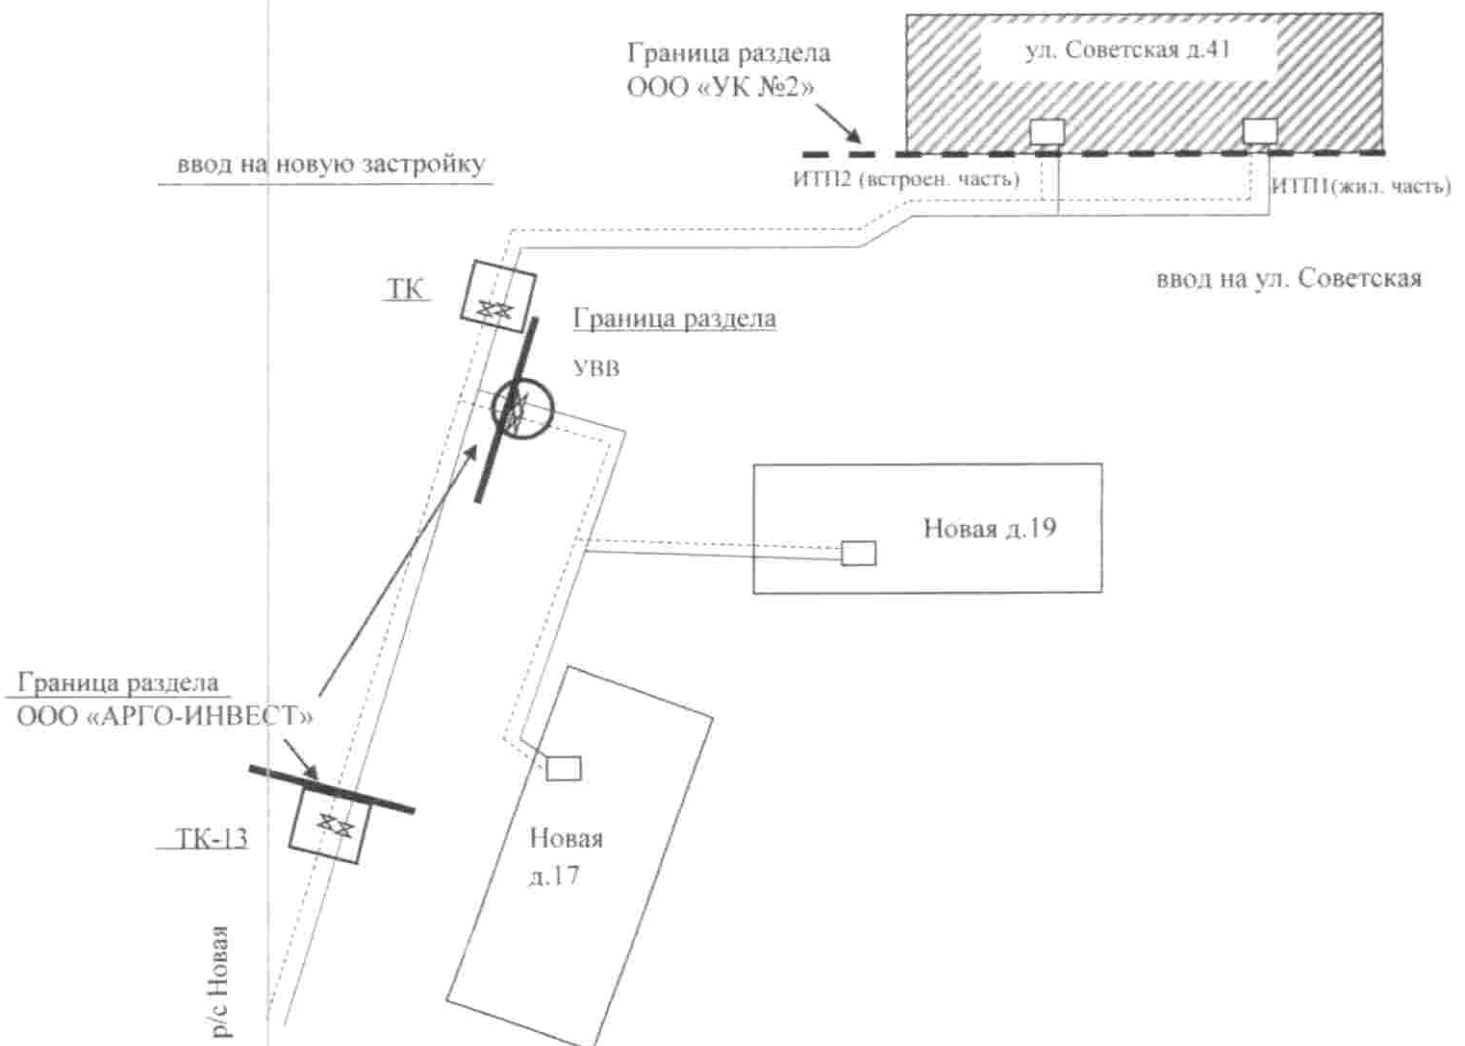 Граница раздела
ООО «УК №2»
ул. Советская д.41
ввод на новую застройку
ИТП2 (встроен. часть)
ИТП1(жил. часть)
ввод на ул. Советская
ТК
Граница раздела
УВВ
Новая д.19
Граница раздела
ООО «АРГО-ИНВЕСТ»
ТК-13
Новая
д.17
р/с Новая